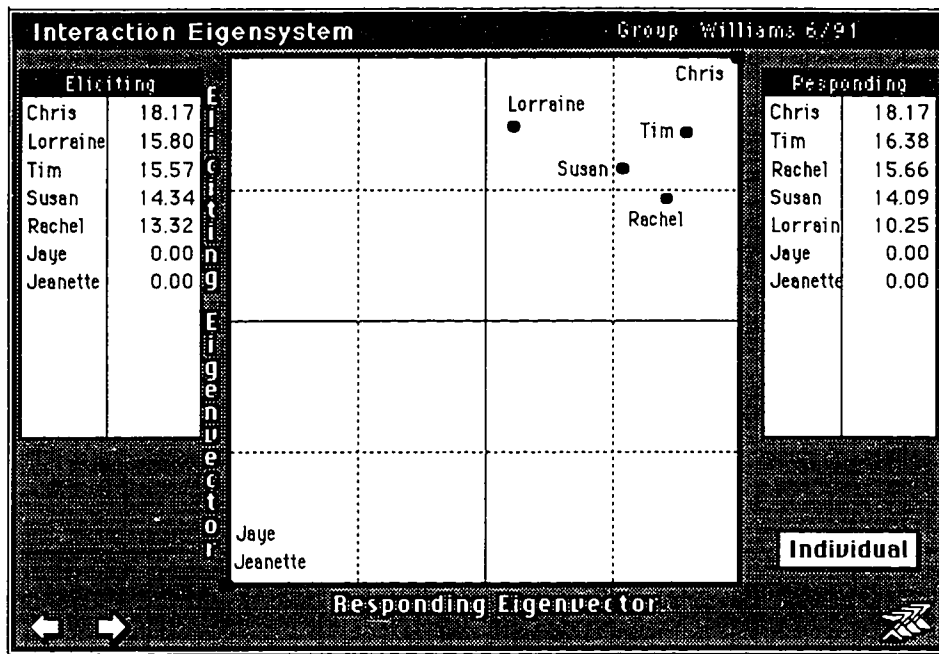 Interaction Eigensystem
Group Williams 6/91
Eliciting
Chris 18.17
Lorraine 15.80
Tim 15.57
Susan 14.34
Rachel 13.32
Jaye 0.00
Jeanette 0.00
Eliciting Eigenvector
Chris
Lorraine
Tim
Susan
Rachel
Jaye
Jeanette
Responding Eigenvector
Responding
Chris 18.17
Tim 16.38
Rachel 15.66
Susan 14.09
Lorrain 10.25
Jaye 0.00
Jeanette 0.00
Individual